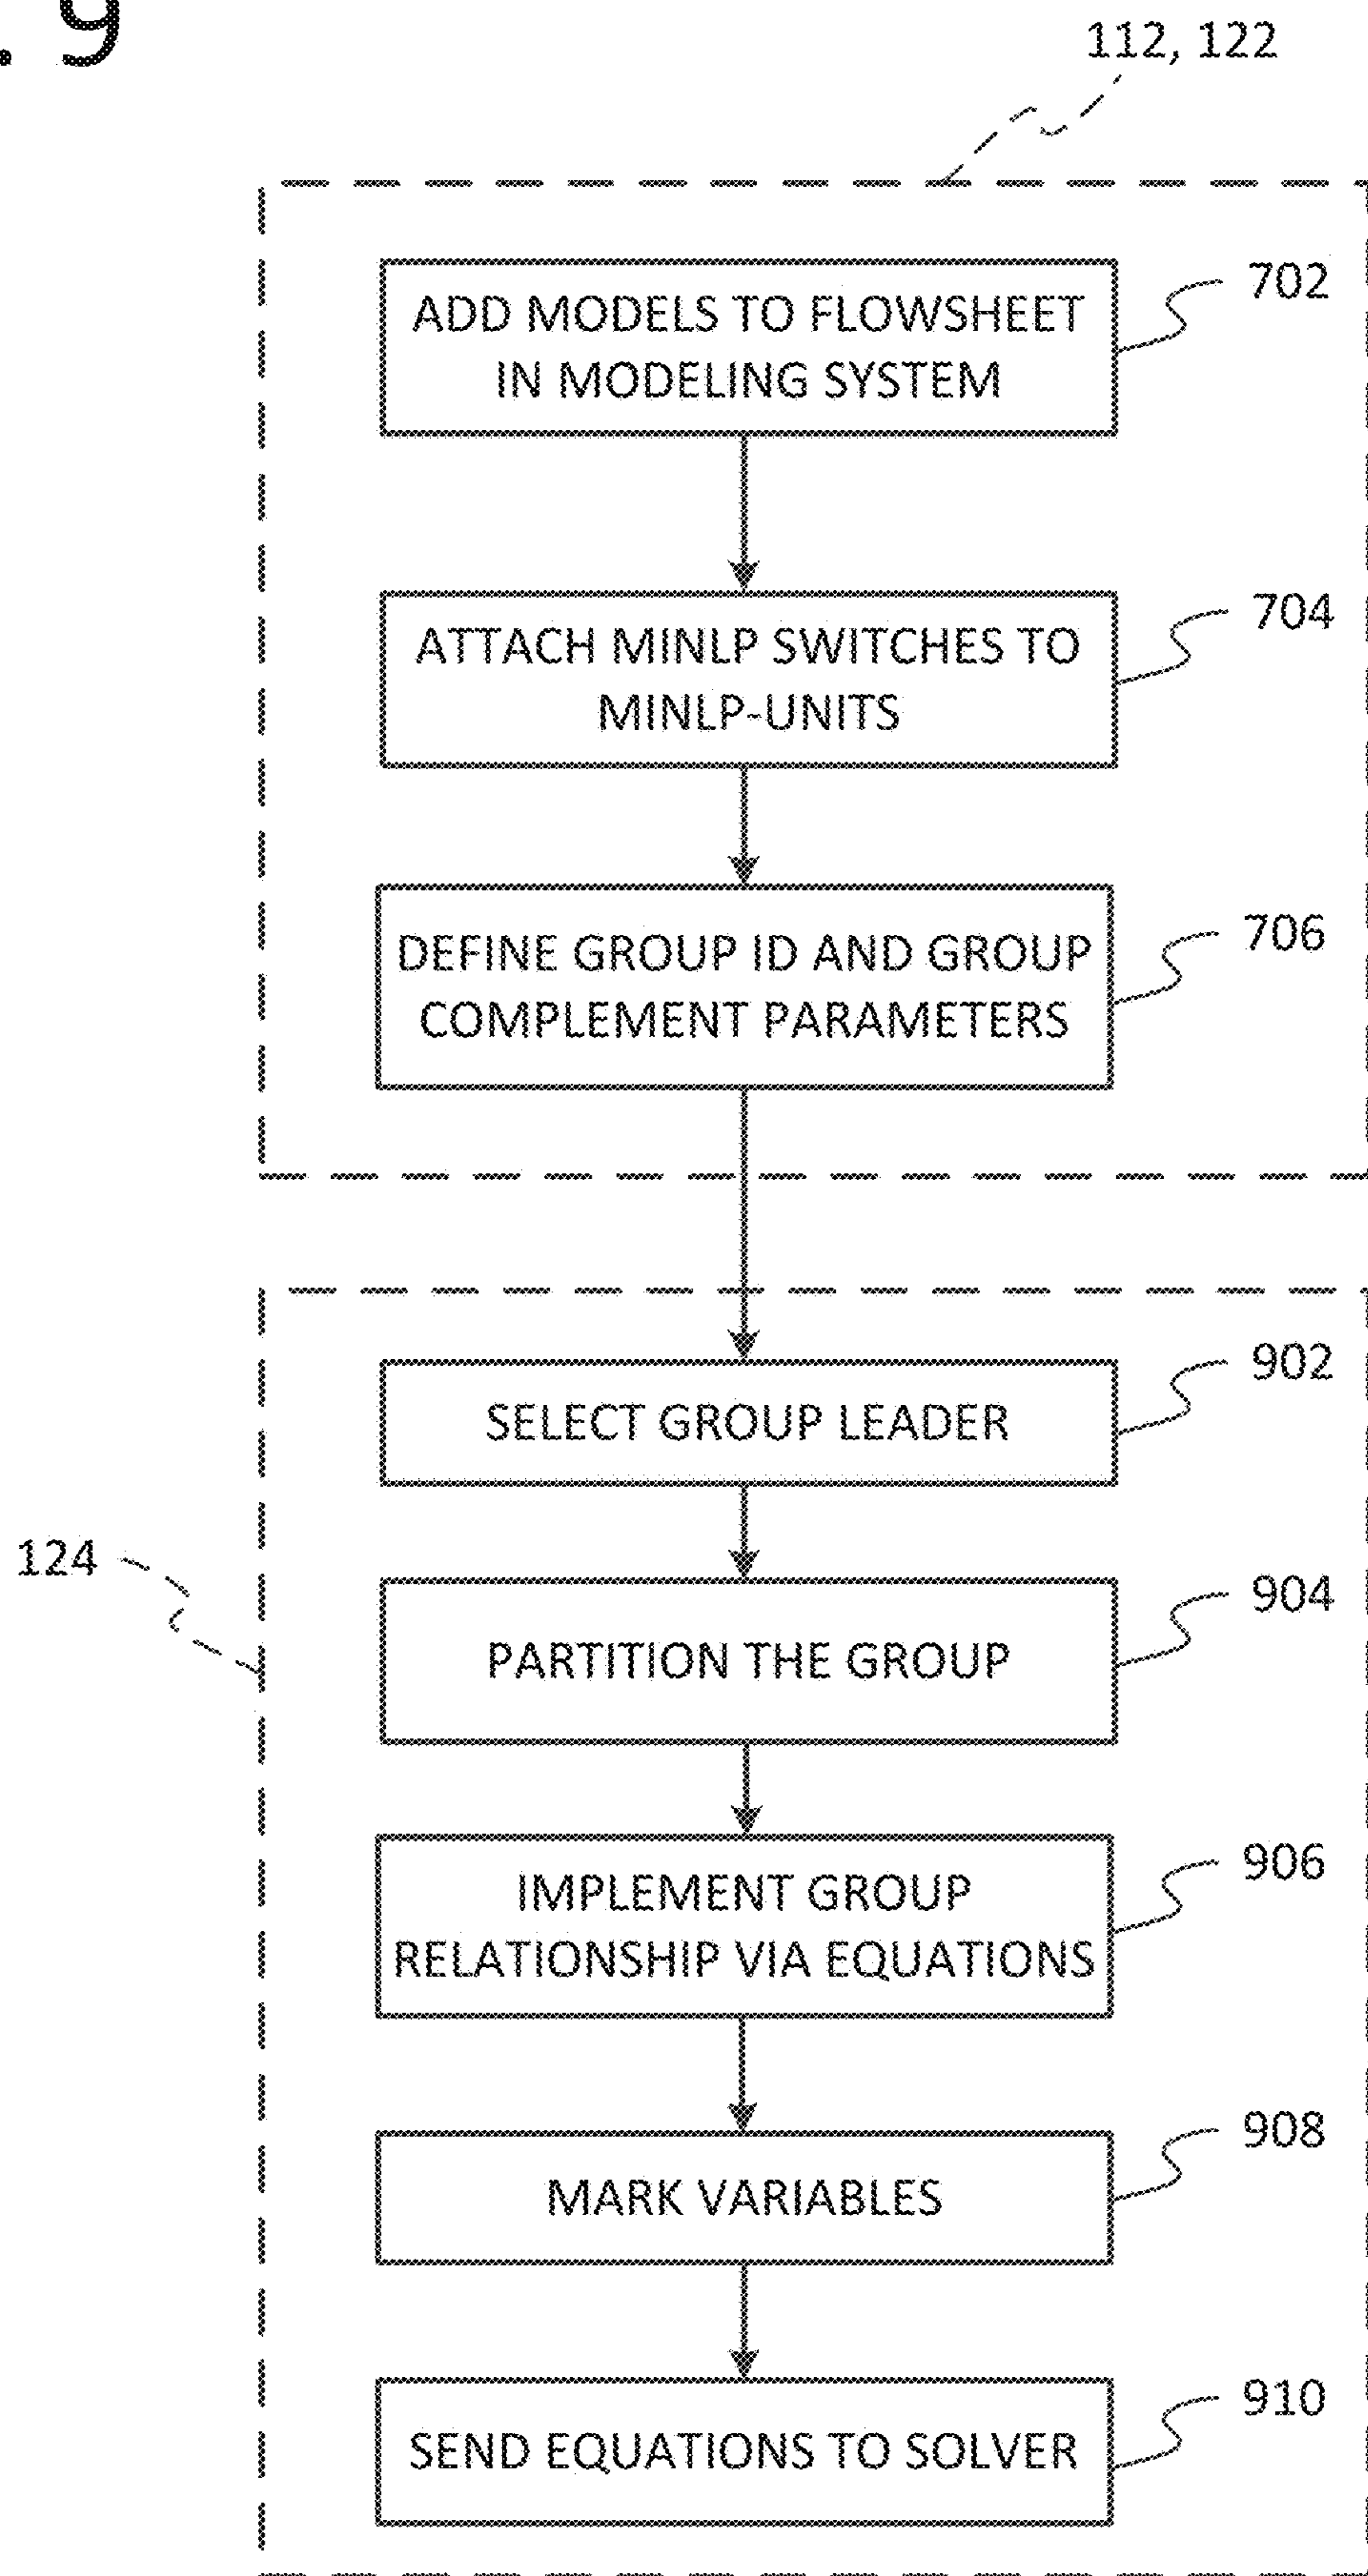 . 9
112, 122
ADD MODELS TO FLOWSHEET
IN MODELING SYSTEM
702
ATTACH MINLP SWITCHES TO
MINLP-UNITS
704
DEFINE GROUP ID AND GROUP
COMPLEMENT PARAMETERS
706
SELECT GROUP LEADER
902
124
PARTITION THE GROUP
904
IMPLEMENT GROUP
RELATIONSHIP VIA EQUATIONS
906
MARK VARIABLES
908
SEND EQUATIONS TO SOLVER
910